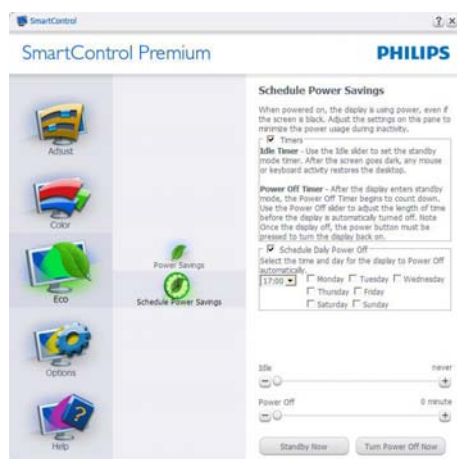 SmartControl
SmartControl Premium
PHILIPS
Adjust
Color
Eco
Options
Help
Power Savings
Schedule Power Savings
Schedule Power Savings
When powered on, the display is using power, even if
the screen is black. Adjust the settings on this pane to
minimize the power usage during inactivity.
Timers
Idle Timer - Use the Idle slider to set the standby
mode timer. After the screen goes dark, any mouse
or keyboard activity restores the desktop.
Power Off Timer - After the display enters standby
mode, the Power Off Timer begins to count down.
Use the Power Off slider to adjust the length of time
before the display is automatically turned off. Note
Once the display off, the power button must be
pressed to turn the display back on.
Schedule Daily Power Off
Select the time and day for the display to Power Off
automatically.
17:00 Monday Tuesday Wednesday
Thursday Friday
Saturday Sunday
Idle never
Power Off 0 minute
Standby Now Turn Power Off Now